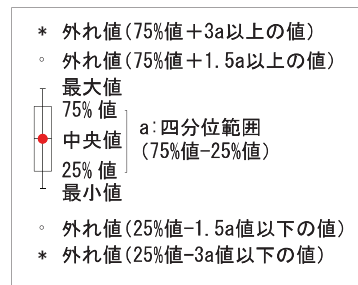 * 外れ値(75%値+3a以上の値)
○ 外れ値(75%値+1.5a以上の値)
最大値
75% 値
中央値
a:四分位範囲
(75%値-25%値)
25% 値
最小値
○ 外れ値(25%値-1.5a値以下の値)
* 外れ値(25%値-3a値以下の値)